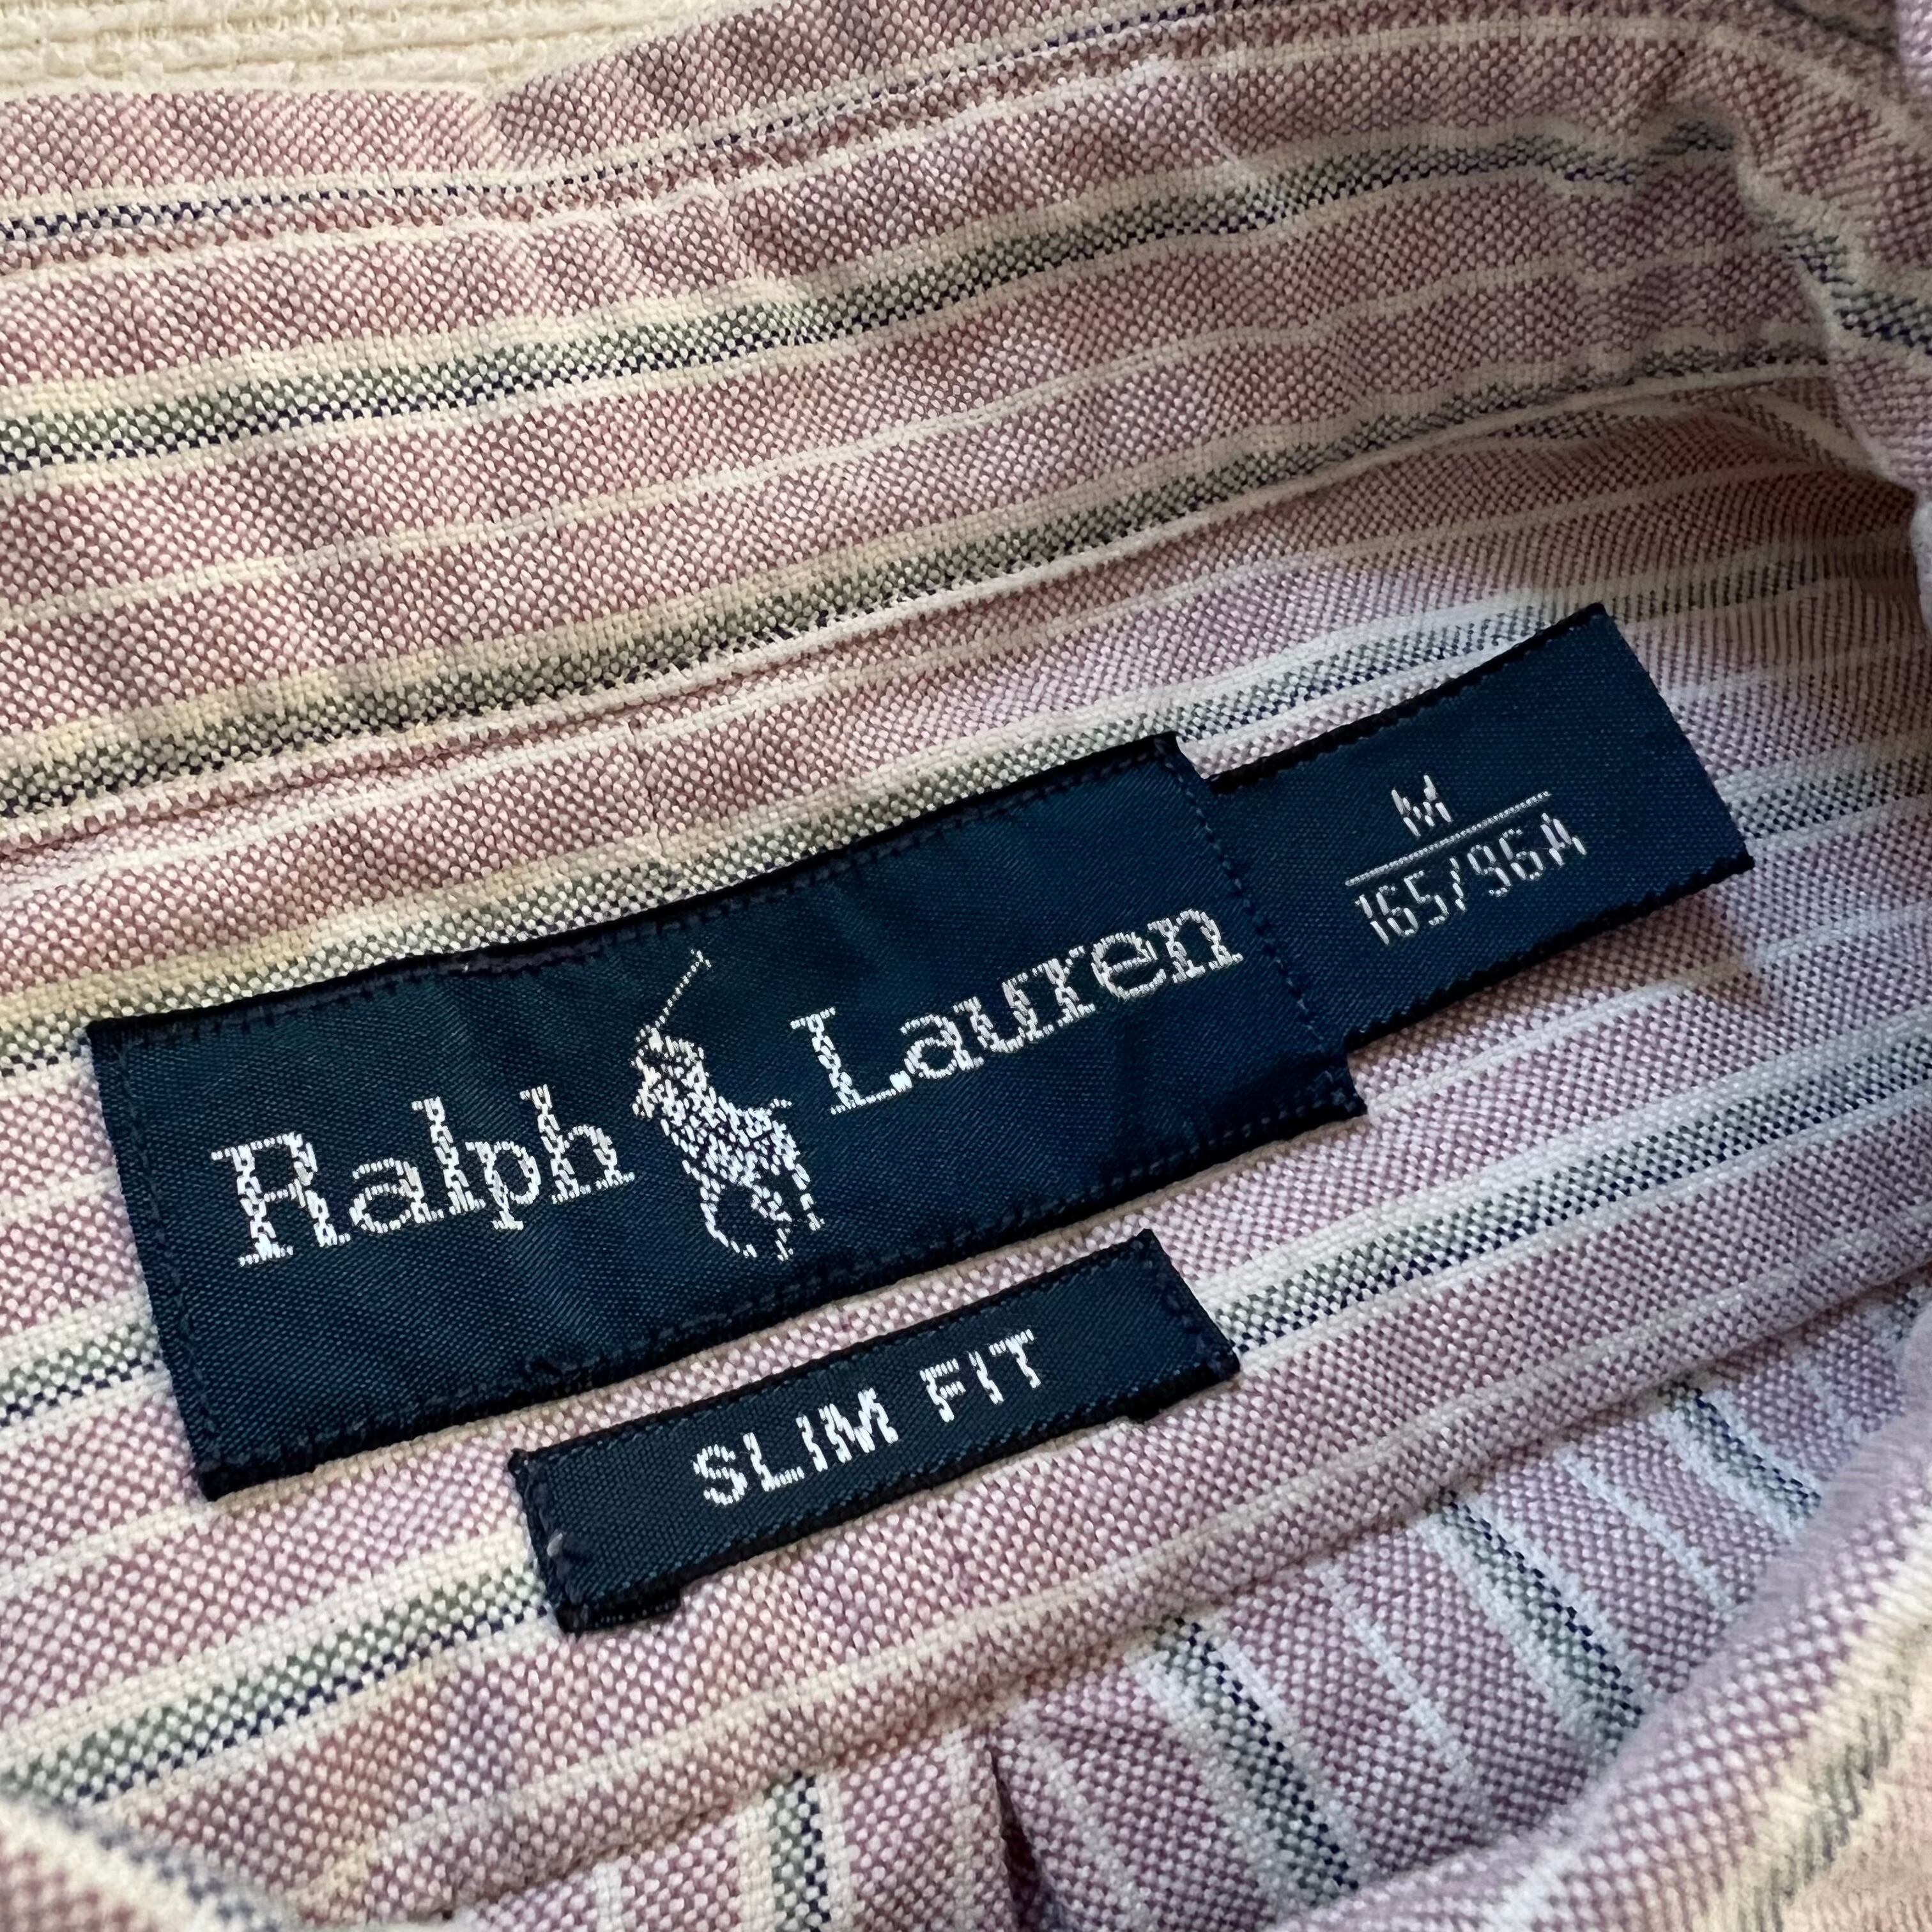 Ralph Lauren
M
165/96A
SLIM FIT